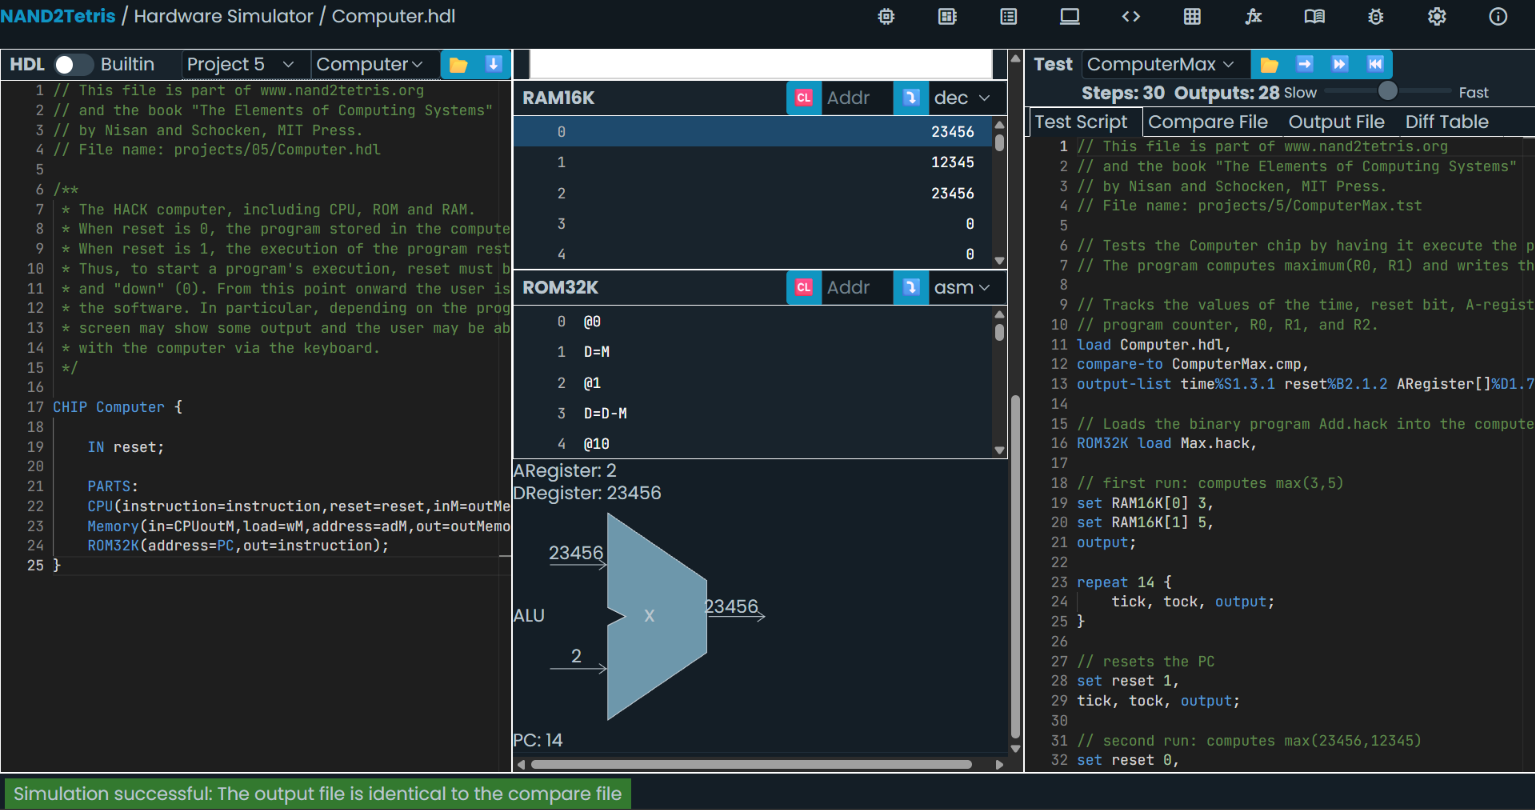 NAND2Tetris / Hardware Simulator / Computer.hdl
HDL Builtin Project 5 Computer
1 // This file is part of www.nand2tetris.org
2 // and the book "The Elements of Computing Systems"
3 // by Nisan and Schocken, MIT Press.
4 // File name: projects/05/Computer.hdl
5
6 /**
7 * The HACK computer, including CPU, ROM and RAM.
8 * When reset is 0, the program stored in the compute
9 * When reset is 1, the execution of the program rest
10 * Thus, to start a program's execution, reset must b
11 * and "down" (0). From this point onward the user is
12 * the software. In particular, depending on the prog
13 * screen may show some output and the user may be ab
14 * with the computer via the keyboard.
15 */
16
17 CHIP Computer {
18
19 IN reset;
20
21 PARTS:
22 CPU(instruction=instruction,reset=reset,inM=outMe
23 Memory(in=CPUoutM,load=wM,address=adM,out=outMemo
24 ROM32K(address=PC,out=instruction);
25 }
RAM16K CL Addr dec
0 23456
1 12345
2 23456
3 0
4 0
ROM32K CL Addr asm
0 @0
1 D=M
2 @1
3 D=D-M
4 @10
ARegister: 2
DRegister: 23456
23456
23456
ALU X
2
PC: 14
Test ComputerMax
Steps: 30 Outputs: 28 Slow Fast
Test Script Compare File Output File Diff Table
1 // This file is part of www.nand2tetris.org
2 // and the book "The Elements of Computing Systems"
3 // by Nisan and Schocken, MIT Press.
4 // File name: projects/5/ComputerMax.tst
5
6 // Tests the Computer chip by having it execute the p
7 // The program computes maximum(R0, R1) and writes th
8
9 // Tracks the values of the time, reset bit, A-regist
10 // program counter, R0, R1, and R2.
11 load Computer.hdl,
12 compare-to ComputerMax.cmp,
13 output-list time%S1.3.1 reset%B2.1.2 ARegister[]%D1.7
14
15 // Loads the binary program Add.hack into the compute
16 ROM32K load Max.hack,
17
18 // first run: computes max(3,5)
19 set RAM16K[0] 3,
20 set RAM16K[1] 5,
21 output;
22
23 repeat 14 {
24 tick, tock, output;
25 }
26
27 // resets the PC
28 set reset 1,
29 tick, tock, output;
30
31 // second run: computes max(23456,12345)
32 set reset 0,
Simulation successful: The output file is identical to the compare file